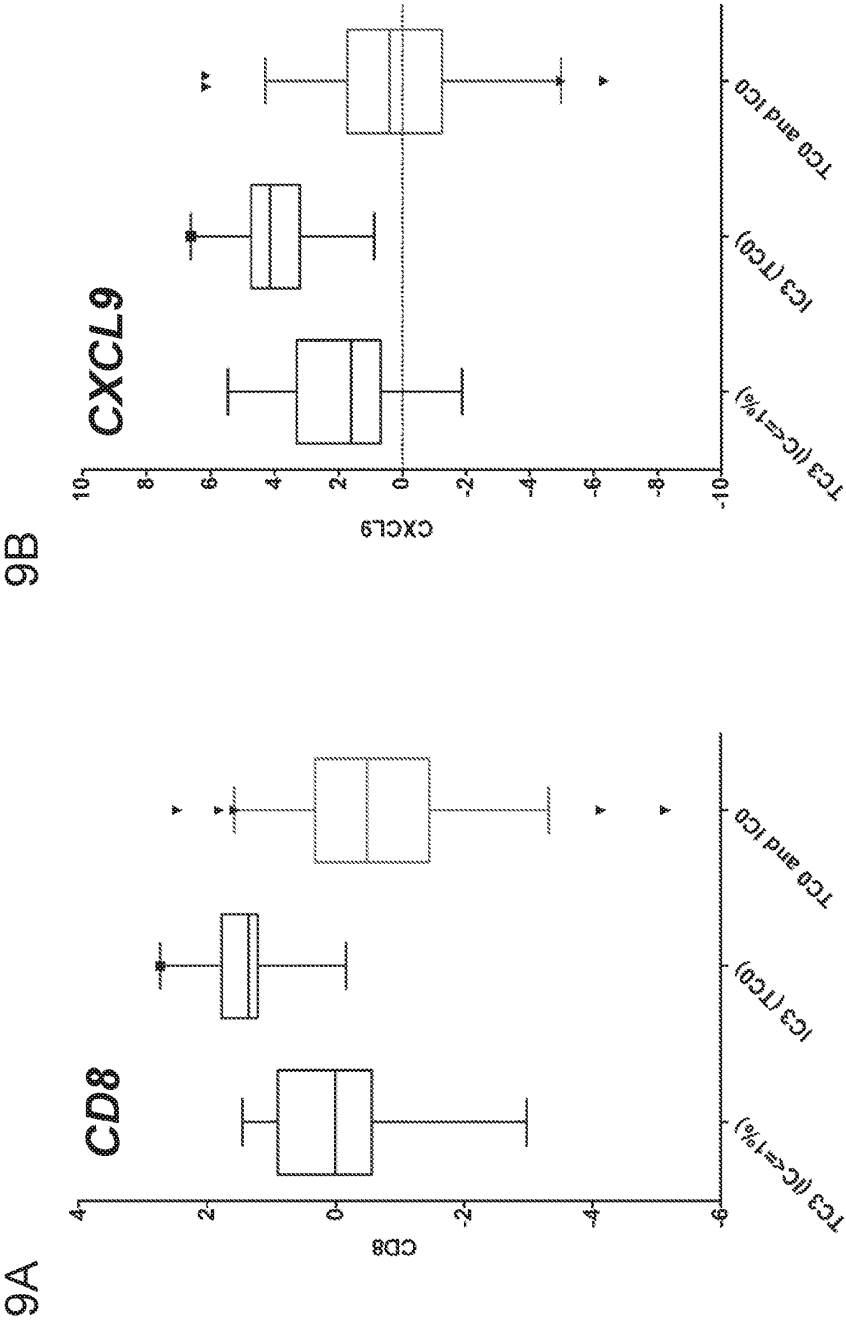 9A
CD8
CD8
4
2
0
-2
-4
-6
TC3 (IC<=1%)
IC3 (TC0)
TC0 and IC0
9B
CXCL9
CXCL9
10
8
6
4
2
0
-2
-4
-6
-8
-10
TC3 (IC<=1%)
IC3 (TC0)
TC0 and IC0